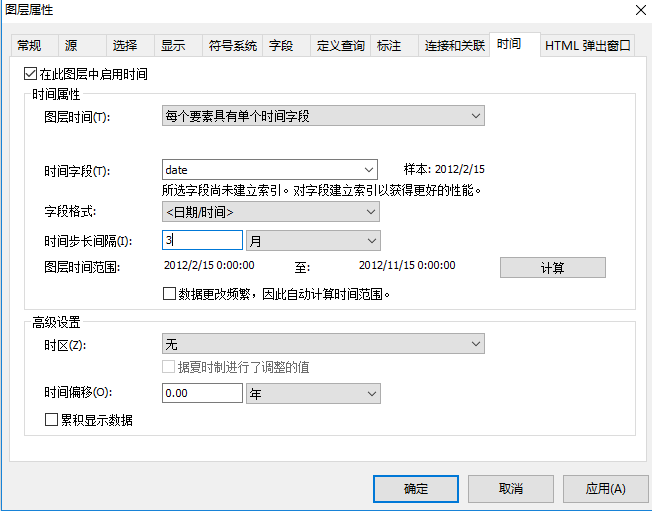 图层属性
常规 源 选择 显示 符号系统 字段 定义查询 标注 连接和关联 时间 HTML 弹出窗口
在此图层中启用时间
时间属性
图层时间(T): 每个要素具有单个时间字段
时间字段(T): date 样本: 2012/2/15
所选字段尚未建立索引。对字段建立索引以获得更好的性能。
字段格式: <日期/时间>
时间步长间隔(I): 3 月
图层时间范围: 2012/2/15 0:00:00 至: 2012/11/15 0:00:00 计算
数据更改频繁，因此自动计算时间范围。
高级设置
时区(Z): 无
据夏时制进行了调整的值
时间偏移(O): 0.00 年
累积显示数据
确定 取消 应用(A)